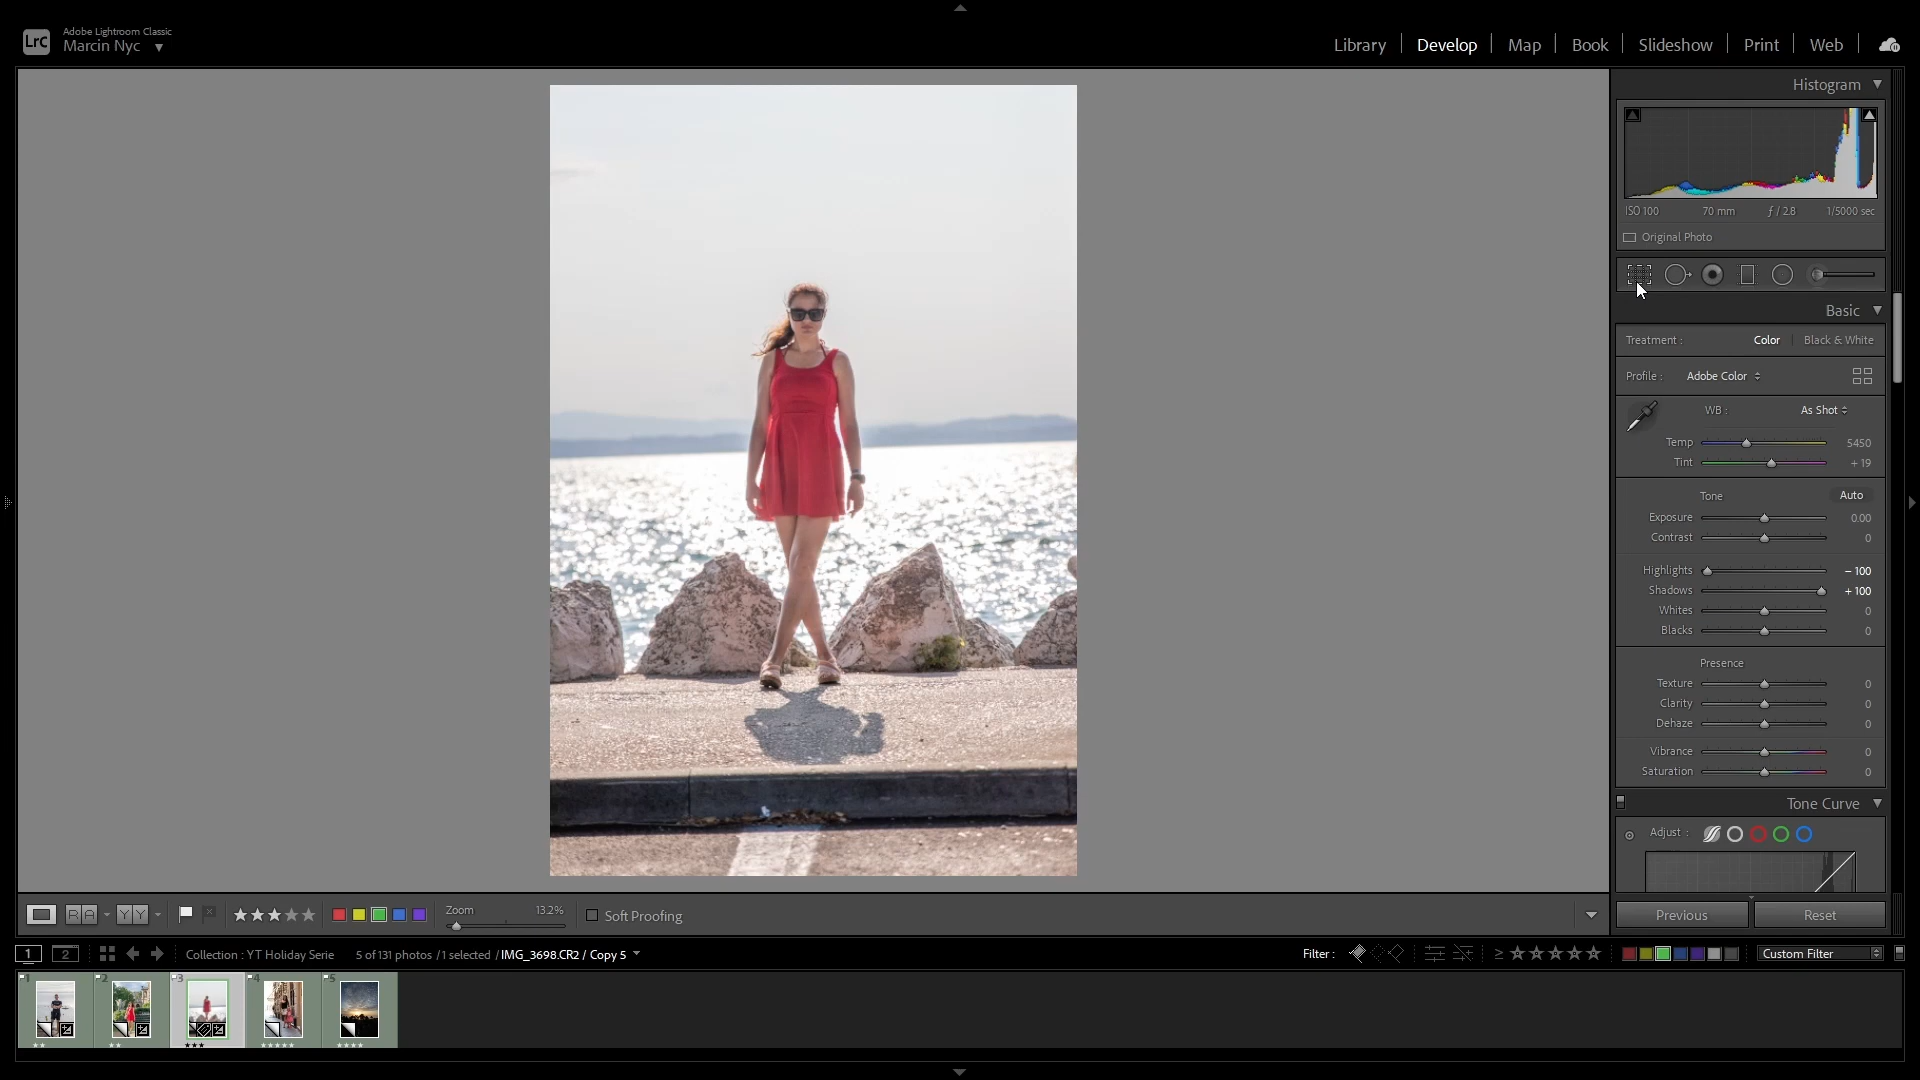 LrC
Adobe Lightroom Classic
Marcin Nyc
Library
Develop
Map
Book
Slideshow
Print
Web
Histogram
ISO 100 70 mm ƒ / 2.8 1/5000 sec
Original Photo
Basic
Treatment : Color Black & White
Profile : Adobe Color
WB : As Shot
Temp 5450
Tint + 19
Tone Auto
Exposure 0.00
Contrast 0
Highlights – 100
Shadows + 100
Whites 0
Blacks 0
Presence
Texture 0
Clarity 0
Dehaze 0
Vibrance 0
Saturation 0
Tone Curve
Adjust :
R A Y Y Zoom 13.2% Soft Proofing
Previous Reset
1 2 Collection : YT Holiday Serie 5 of 131 photos / 1 selected / IMG_3698.CR2 / Copy 5 Filter : ≥ Custom Filter
1 2 3 4 5